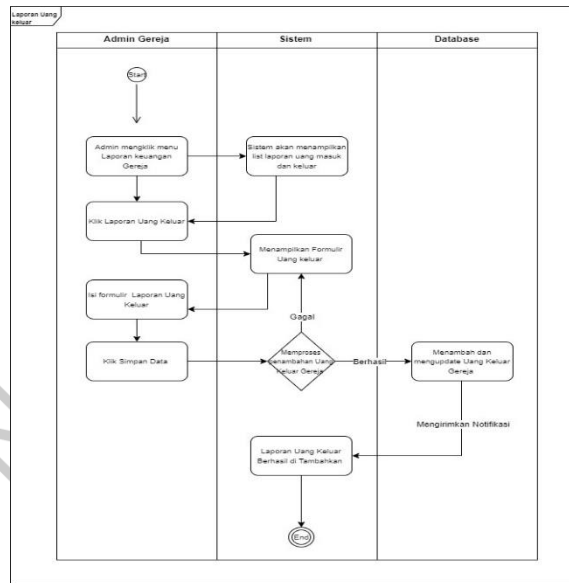 Laporan Uang
keluar
Admin Gereja
Sistem
Database
Start
Admin mengklik menu
Laporan keuangan
Gereja
Sistem akan menampilkan
list laporan uang masuk
dan keluar
Klik Laporan Uang Keluar
Menampilkan Formulir
Uang keluar
Isi formulir Laporan Uang
Keluar
Gagal
Klik Simpan Data
Memproses
penambahan Uang
Keluar Gereja
Berhasil
Menambah dan
mengupdate Uang Keluar
Gereja
Mengirimkan Notifikasi
Laporan Uang Keluar
Berhasil di Tambahkan
End